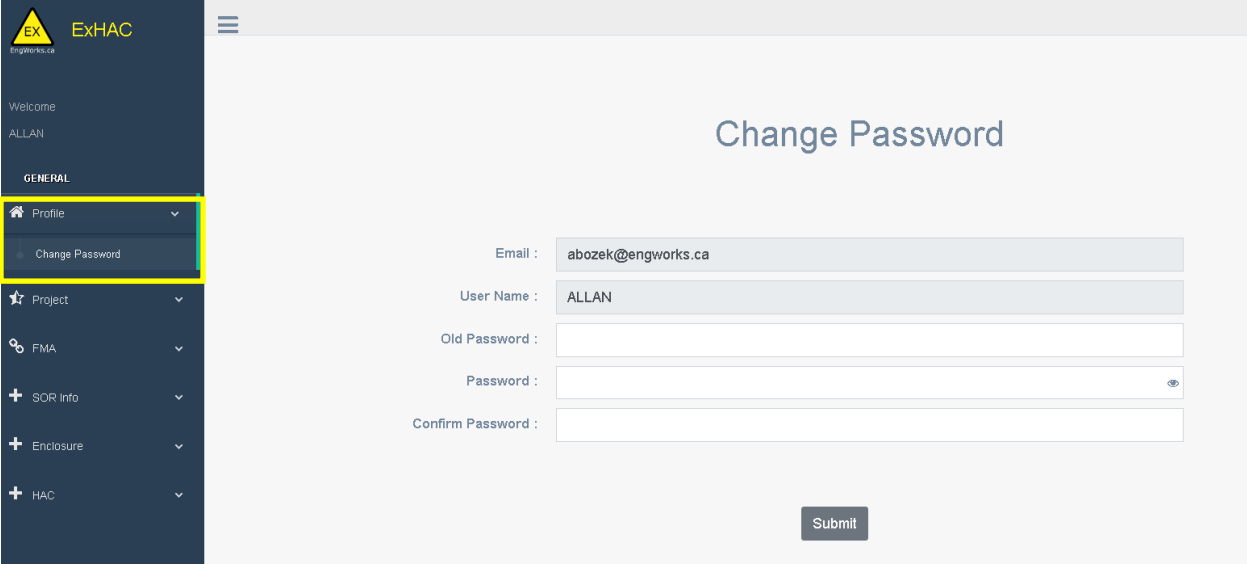 EX
EngWorks.ca
ExHAC
Welcome
ALLAN
GENERAL
Profile
Change Password
Project
FMA
SOR Info
Enclosure
HAC
Change Password
Email :
abozek@engworks.ca
User Name :
ALLAN
Old Password :
Password :
Confirm Password :
Submit